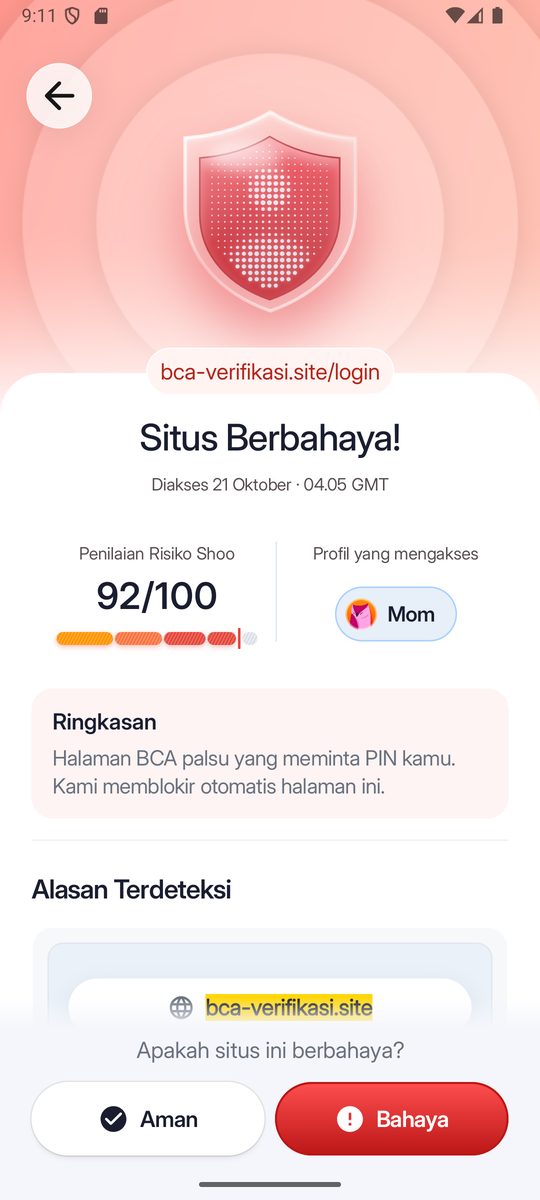 9:11
bca-verifikasi.site/login
Situs Berbahaya!
Diakses 21 Oktober · 04.05 GMT
Penilaian Risiko Shoo
92/100
Profil yang mengakses
Mom
Ringkasan
Halaman BCA palsu yang meminta PIN kamu.
Kami memblokir otomatis halaman ini.
Alasan Terdeteksi
bca-verifikasi.site
Apakah situs ini berbahaya?
Aman
Bahaya